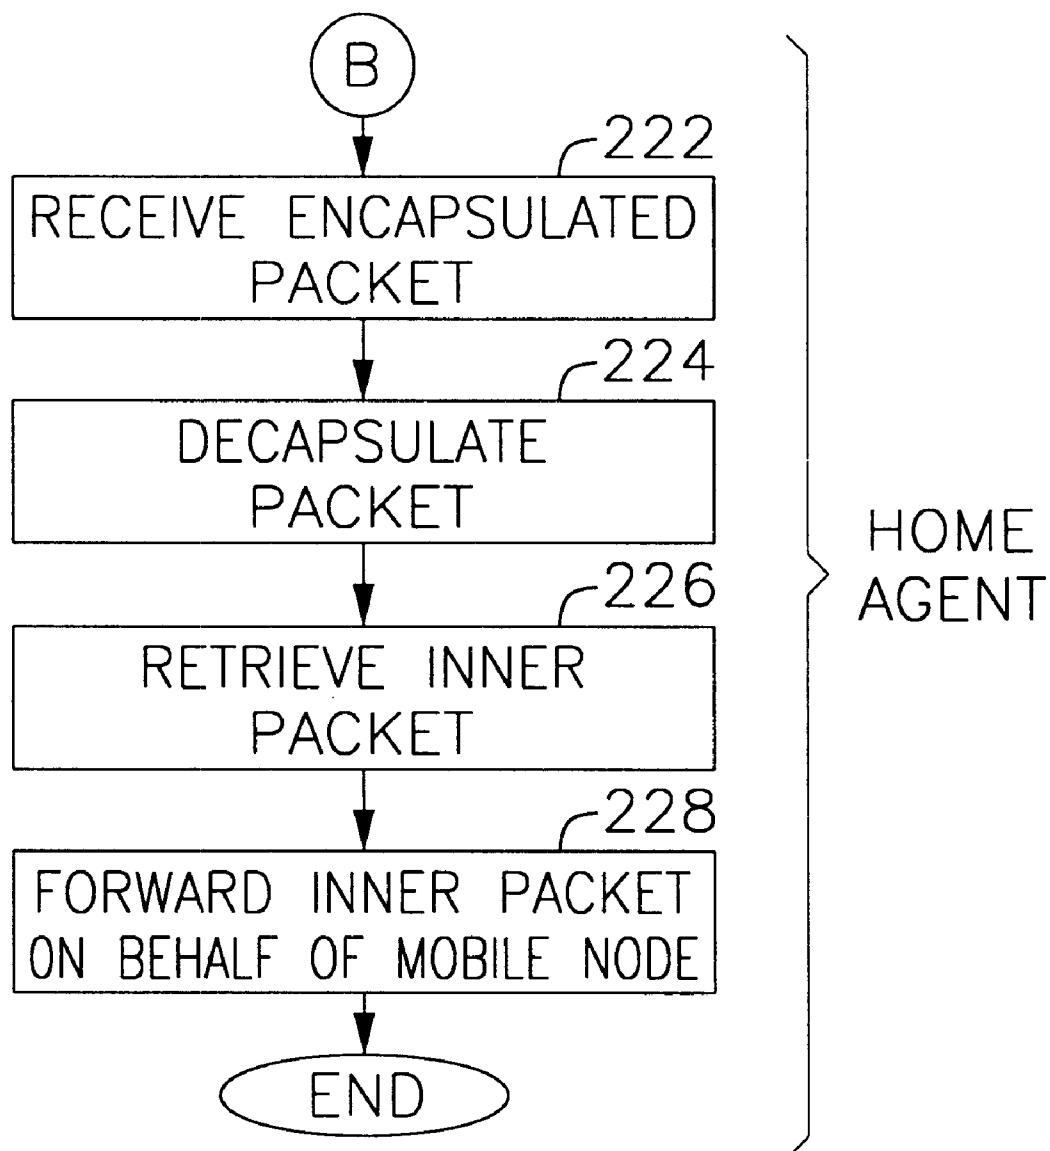 B
222
RECEIVE ENCAPSULATED
PACKET
224
DECAPSULATE
PACKET
226
RETRIEVE INNER
PACKET
228
FORWARD INNER PACKET
ON BEHALF OF MOBILE NODE
END
HOME
AGENT